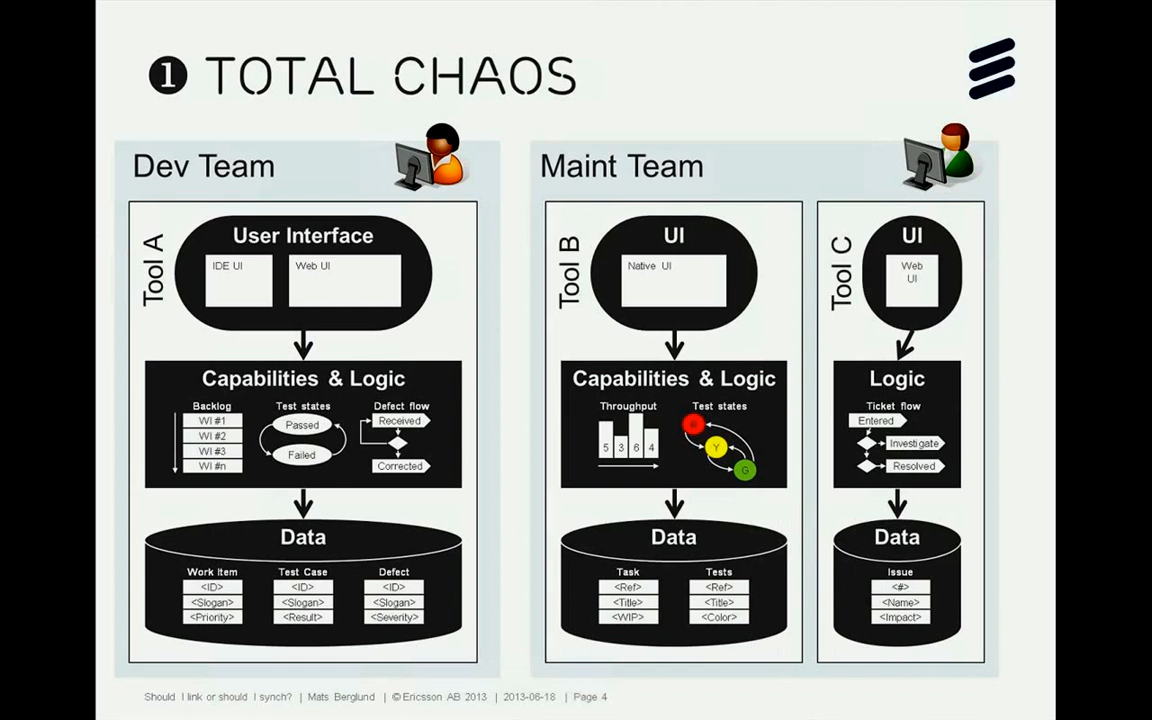 ❶ TOTAL CHAOS
Dev Team
Tool A
User Interface
IDE UI
Web UI
Capabilities & Logic
Backlog
WI #1
WI #2
WI #3
WI #n
Test states
Passed
Failed
Defect flow
Received
Corrected
Data
Work Item
<ID>
<Slogan>
<Priority>
Test Case
<ID>
<Slogan>
<Result>
Defect
<ID>
<Slogan>
<Severity>
Maint Team
Tool B
UI
Native UI
Capabilities & Logic
Throughput
5 3 6 4
Test states
R
Y
G
Data
Task
<Ref>
<Title>
<WIP>
Tests
<Ref>
<Title>
<Color>
Tool C
UI
Web
UI
Logic
Ticket flow
Entered
Investigate
Resolved
Data
Issue
<#>
<Name>
<Impact>
Should I link or should I synch? | Mats Berglund | © Ericsson AB 2013 | 2013-06-18 | Page 4